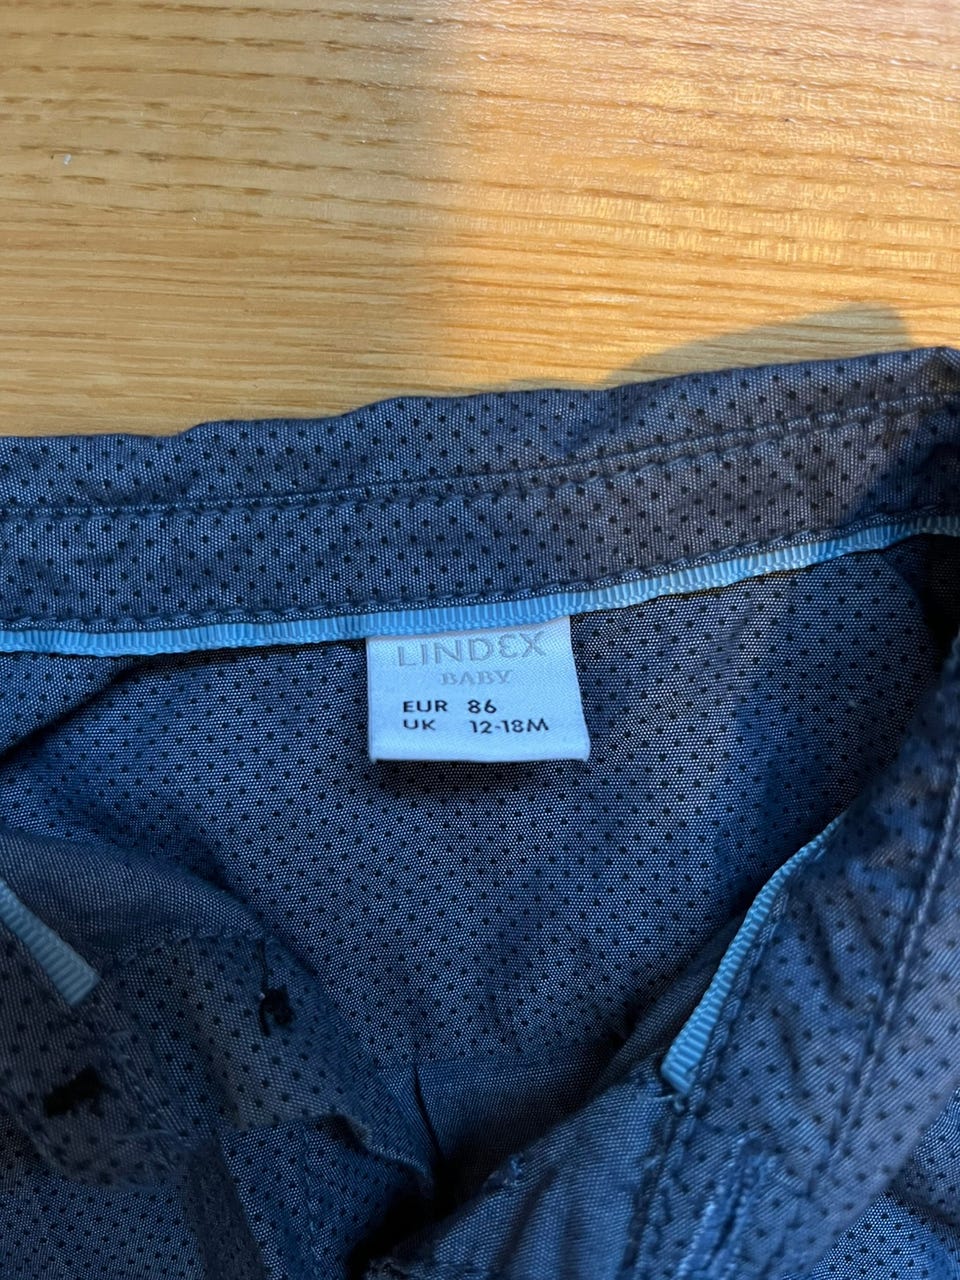 LINDEX
BABY
EUR 86
UK 12-18M